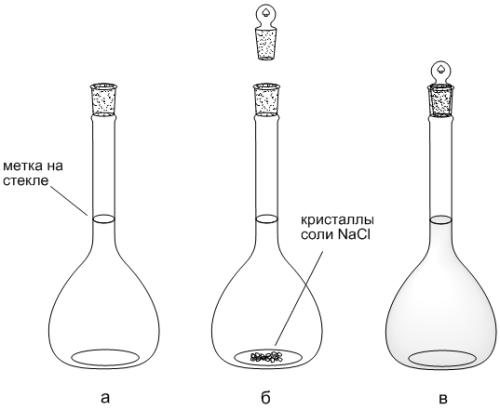 метка на
стекле
кристаллы
соли NaCl
а
б
в